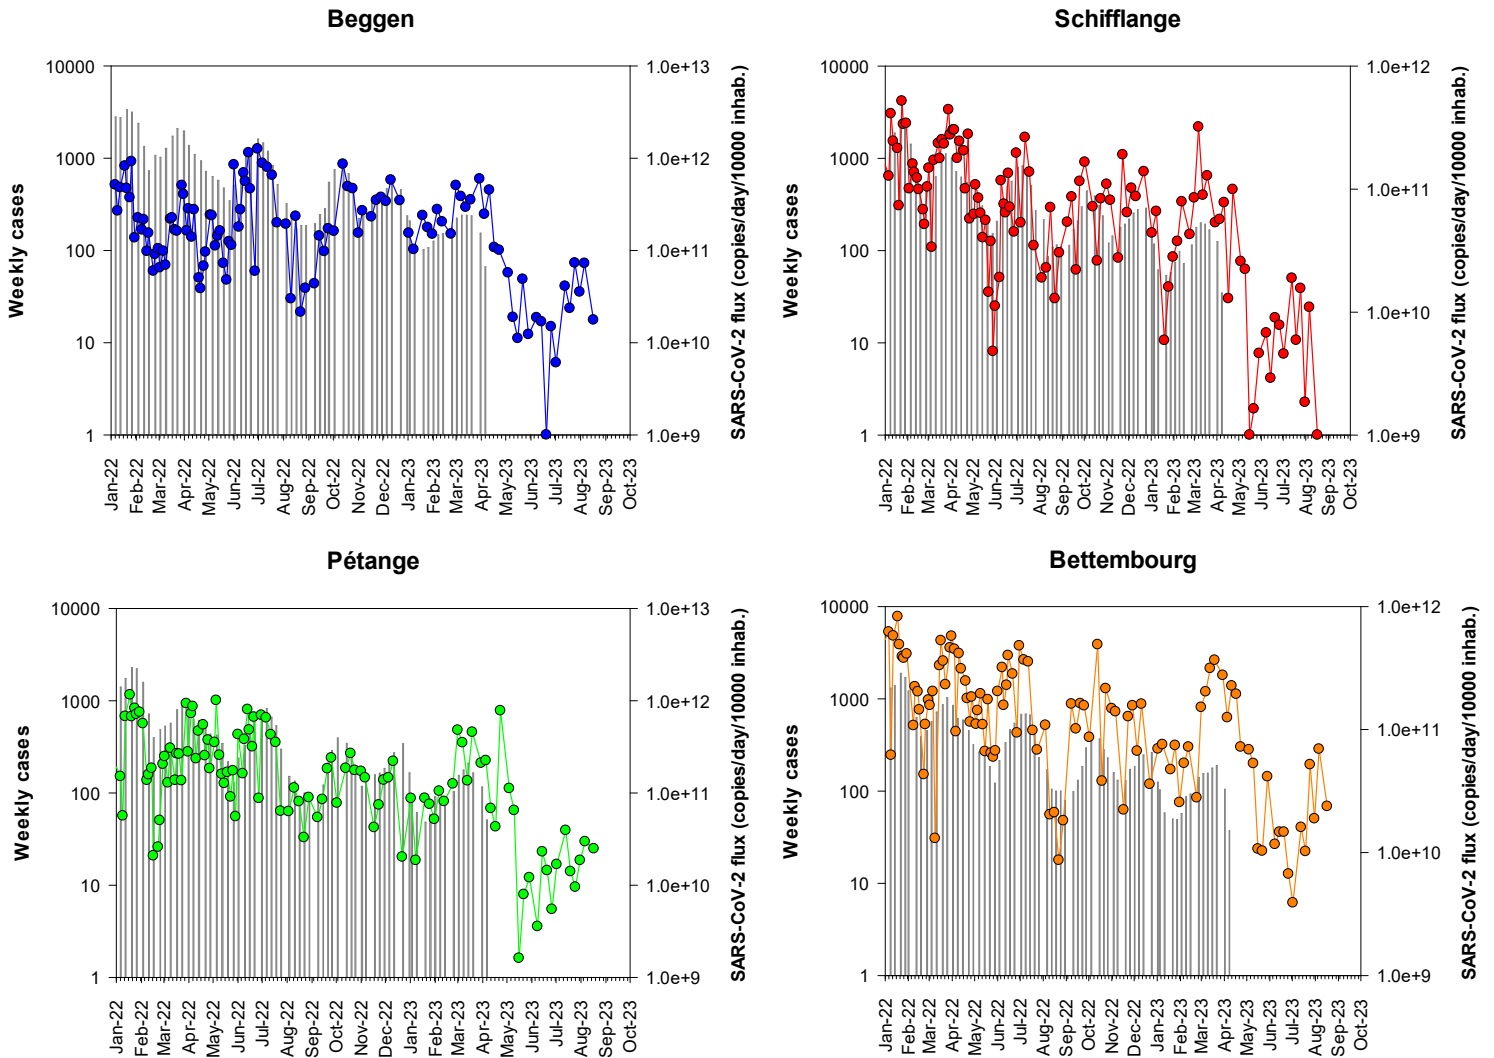 Beggen
Weekly cases
10000
1000
100
10
1
1.0e+13
1.0e+12
1.0e+11
1.0e+10
1.0e+9
SARS-CoV-2 flux (copies/day/10000 inhab.)
Jan-22
Feb-22
Mar-22
Apr-22
May-22
Jun-22
Jul-22
Aug-22
Sep-22
Oct-22
Nov-22
Dec-22
Jan-23
Feb-23
Mar-23
Apr-23
May-23
Jun-23
Jul-23
Aug-23
Sep-23
Oct-23
Schifflange
Weekly cases
10000
1000
100
10
1
1.0e+12
1.0e+11
1.0e+10
1.0e+9
SARS-CoV-2 flux (copies/day/10000 inhab.)
Jan-22
Feb-22
Mar-22
Apr-22
May-22
Jun-22
Jul-22
Aug-22
Sep-22
Oct-22
Nov-22
Dec-22
Jan-23
Feb-23
Mar-23
Apr-23
May-23
Jun-23
Jul-23
Aug-23
Sep-23
Oct-23
Pétange
Weekly cases
10000
1000
100
10
1
1.0e+13
1.0e+12
1.0e+11
1.0e+10
1.0e+9
SARS-CoV-2 flux (copies/day/10000 inhab.)
Jan-22
Feb-22
Mar-22
Apr-22
May-22
Jun-22
Jul-22
Aug-22
Sep-22
Oct-22
Nov-22
Dec-22
Jan-23
Feb-23
Mar-23
Apr-23
May-23
Jun-23
Jul-23
Aug-23
Sep-23
Oct-23
Bettembourg
Weekly cases
10000
1000
100
10
1
1.0e+12
1.0e+11
1.0e+10
1.0e+9
SARS-CoV-2 flux (copies/day/10000 inhab.)
Jan-22
Feb-22
Mar-22
Apr-22
May-22
Jun-22
Jul-22
Aug-22
Sep-22
Oct-22
Nov-22
Dec-22
Jan-23
Feb-23
Mar-23
Apr-23
May-23
Jun-23
Jul-23
Aug-23
Sep-23
Oct-23